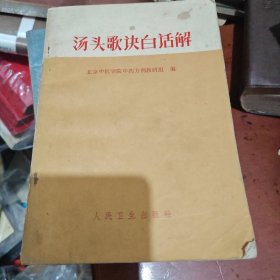 汤头歌诀白话解
北京中医学院中药方剂教研组 编
人民卫生出版社